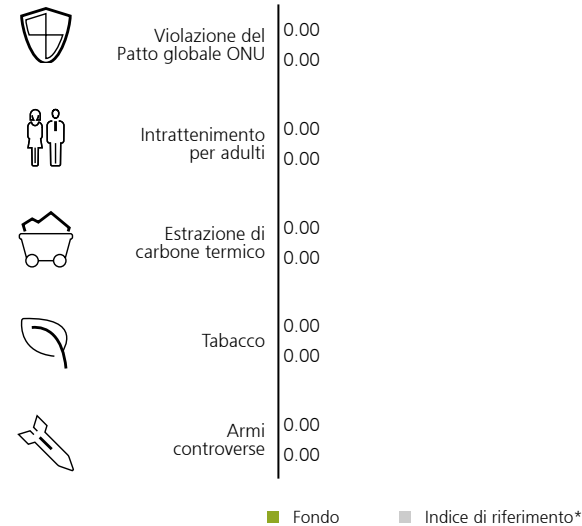 Violazione del
Patto globale ONU
0.00
0.00
Intrattenimento
per adulti
0.00
0.00
Estrazione di
carbone termico
0.00
0.00
Tabacco
0.00
0.00
Armi
controverse
0.00
0.00
Fondo
Indice di riferimento*